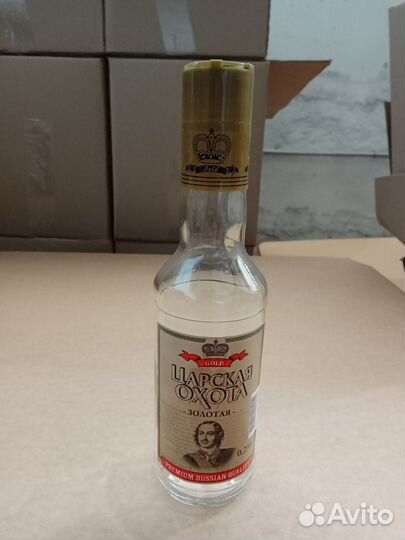 GOLD
ЦАРСКАЯ
ОХОТА
- ЗОЛОТАЯ -
PREMIUM RUSSIAN QUALITY
Avito